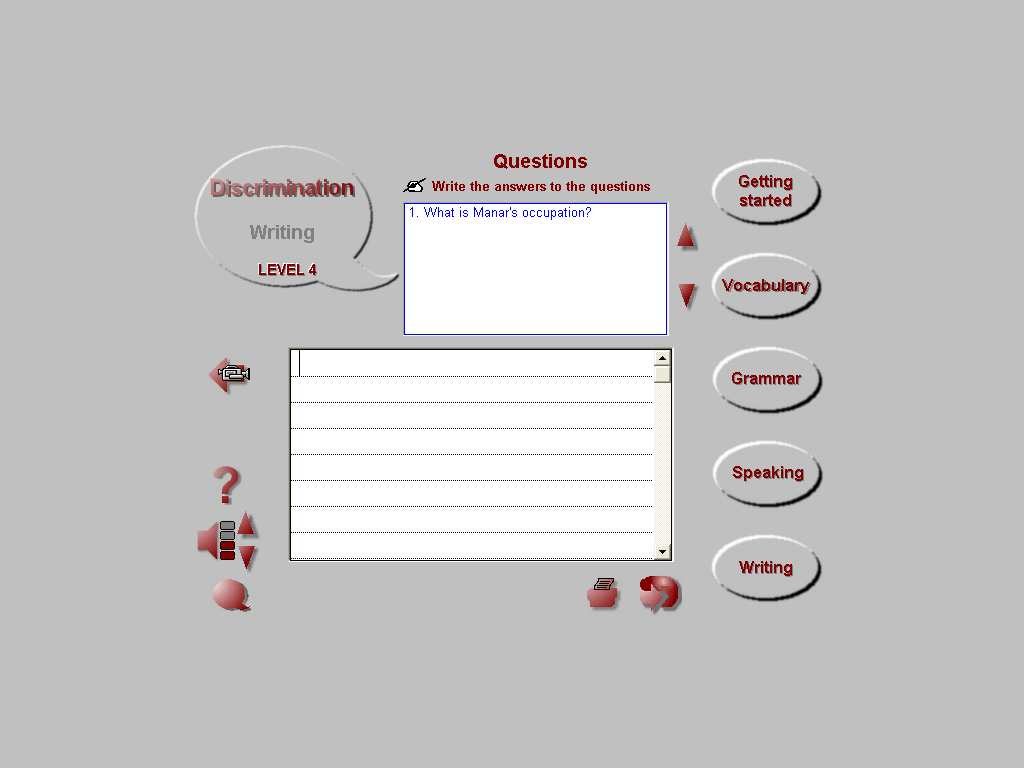 Discrimination
Writing
LEVEL 4
Questions
Write the answers to the questions
1. What is Manar's occupation?
Getting
started
Vocabulary
Grammar
Speaking
Writing
?